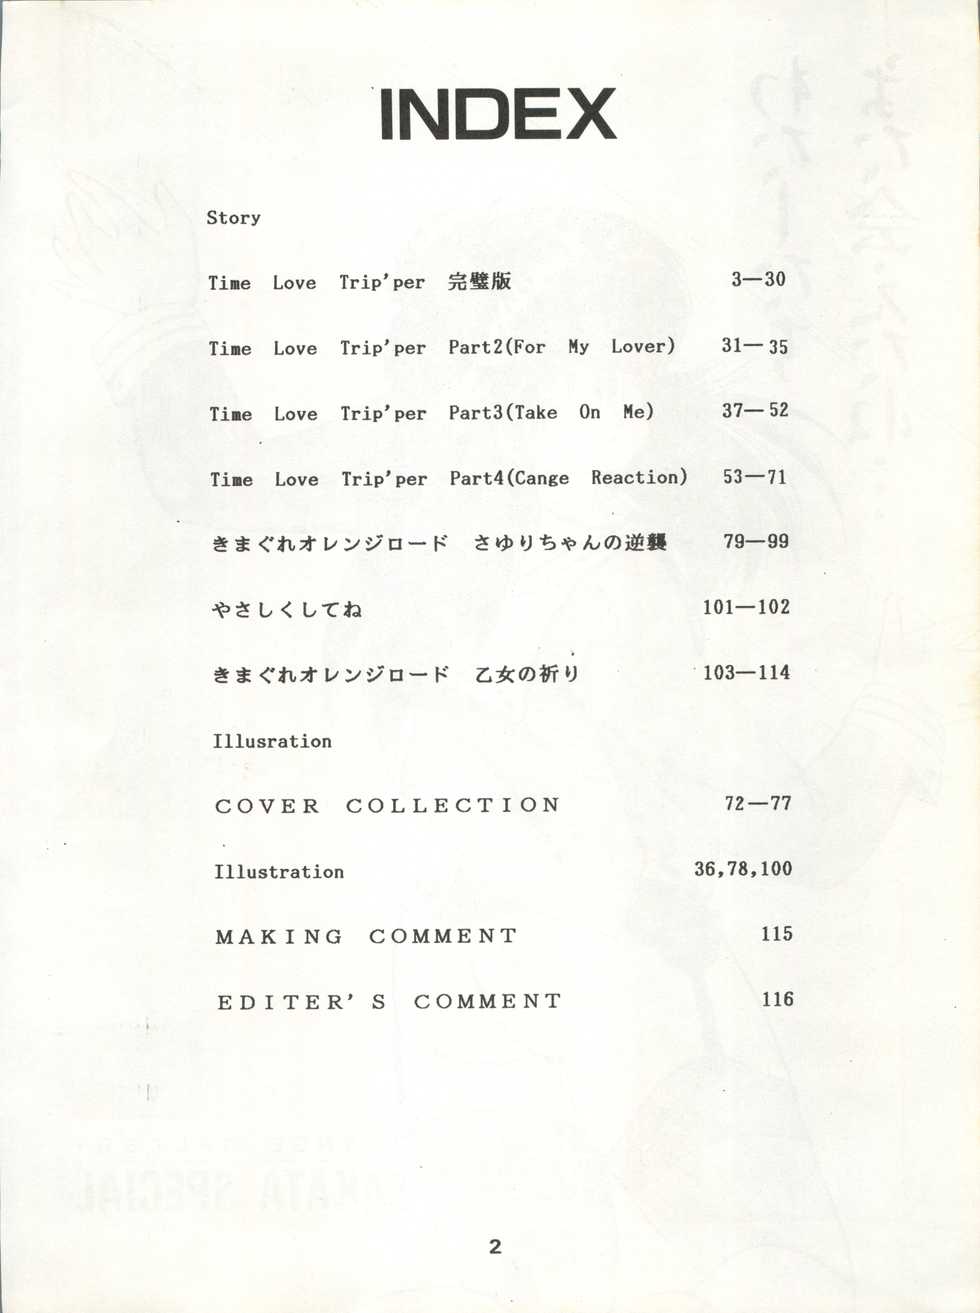 INDEX
Story
Time Love Trip'per 完璧版 3—30
Time Love Trip'per Part2(For My Lover) 31—35
Time Love Trip'per Part3(Take On Me) 37—52
Time Love Trip'per Part4(Cange Reaction) 53—71
きまぐれオレンジロード さゆりちゃんの逆襲 79—99
やさしくしてね 101—102
きまぐれオレンジロード 乙女の祈り 103—114
Illusration
COVER COLLECTION 72—77
Illustration 36,78,100
MAKING COMMENT 115
EDITER'S COMMENT 116
2